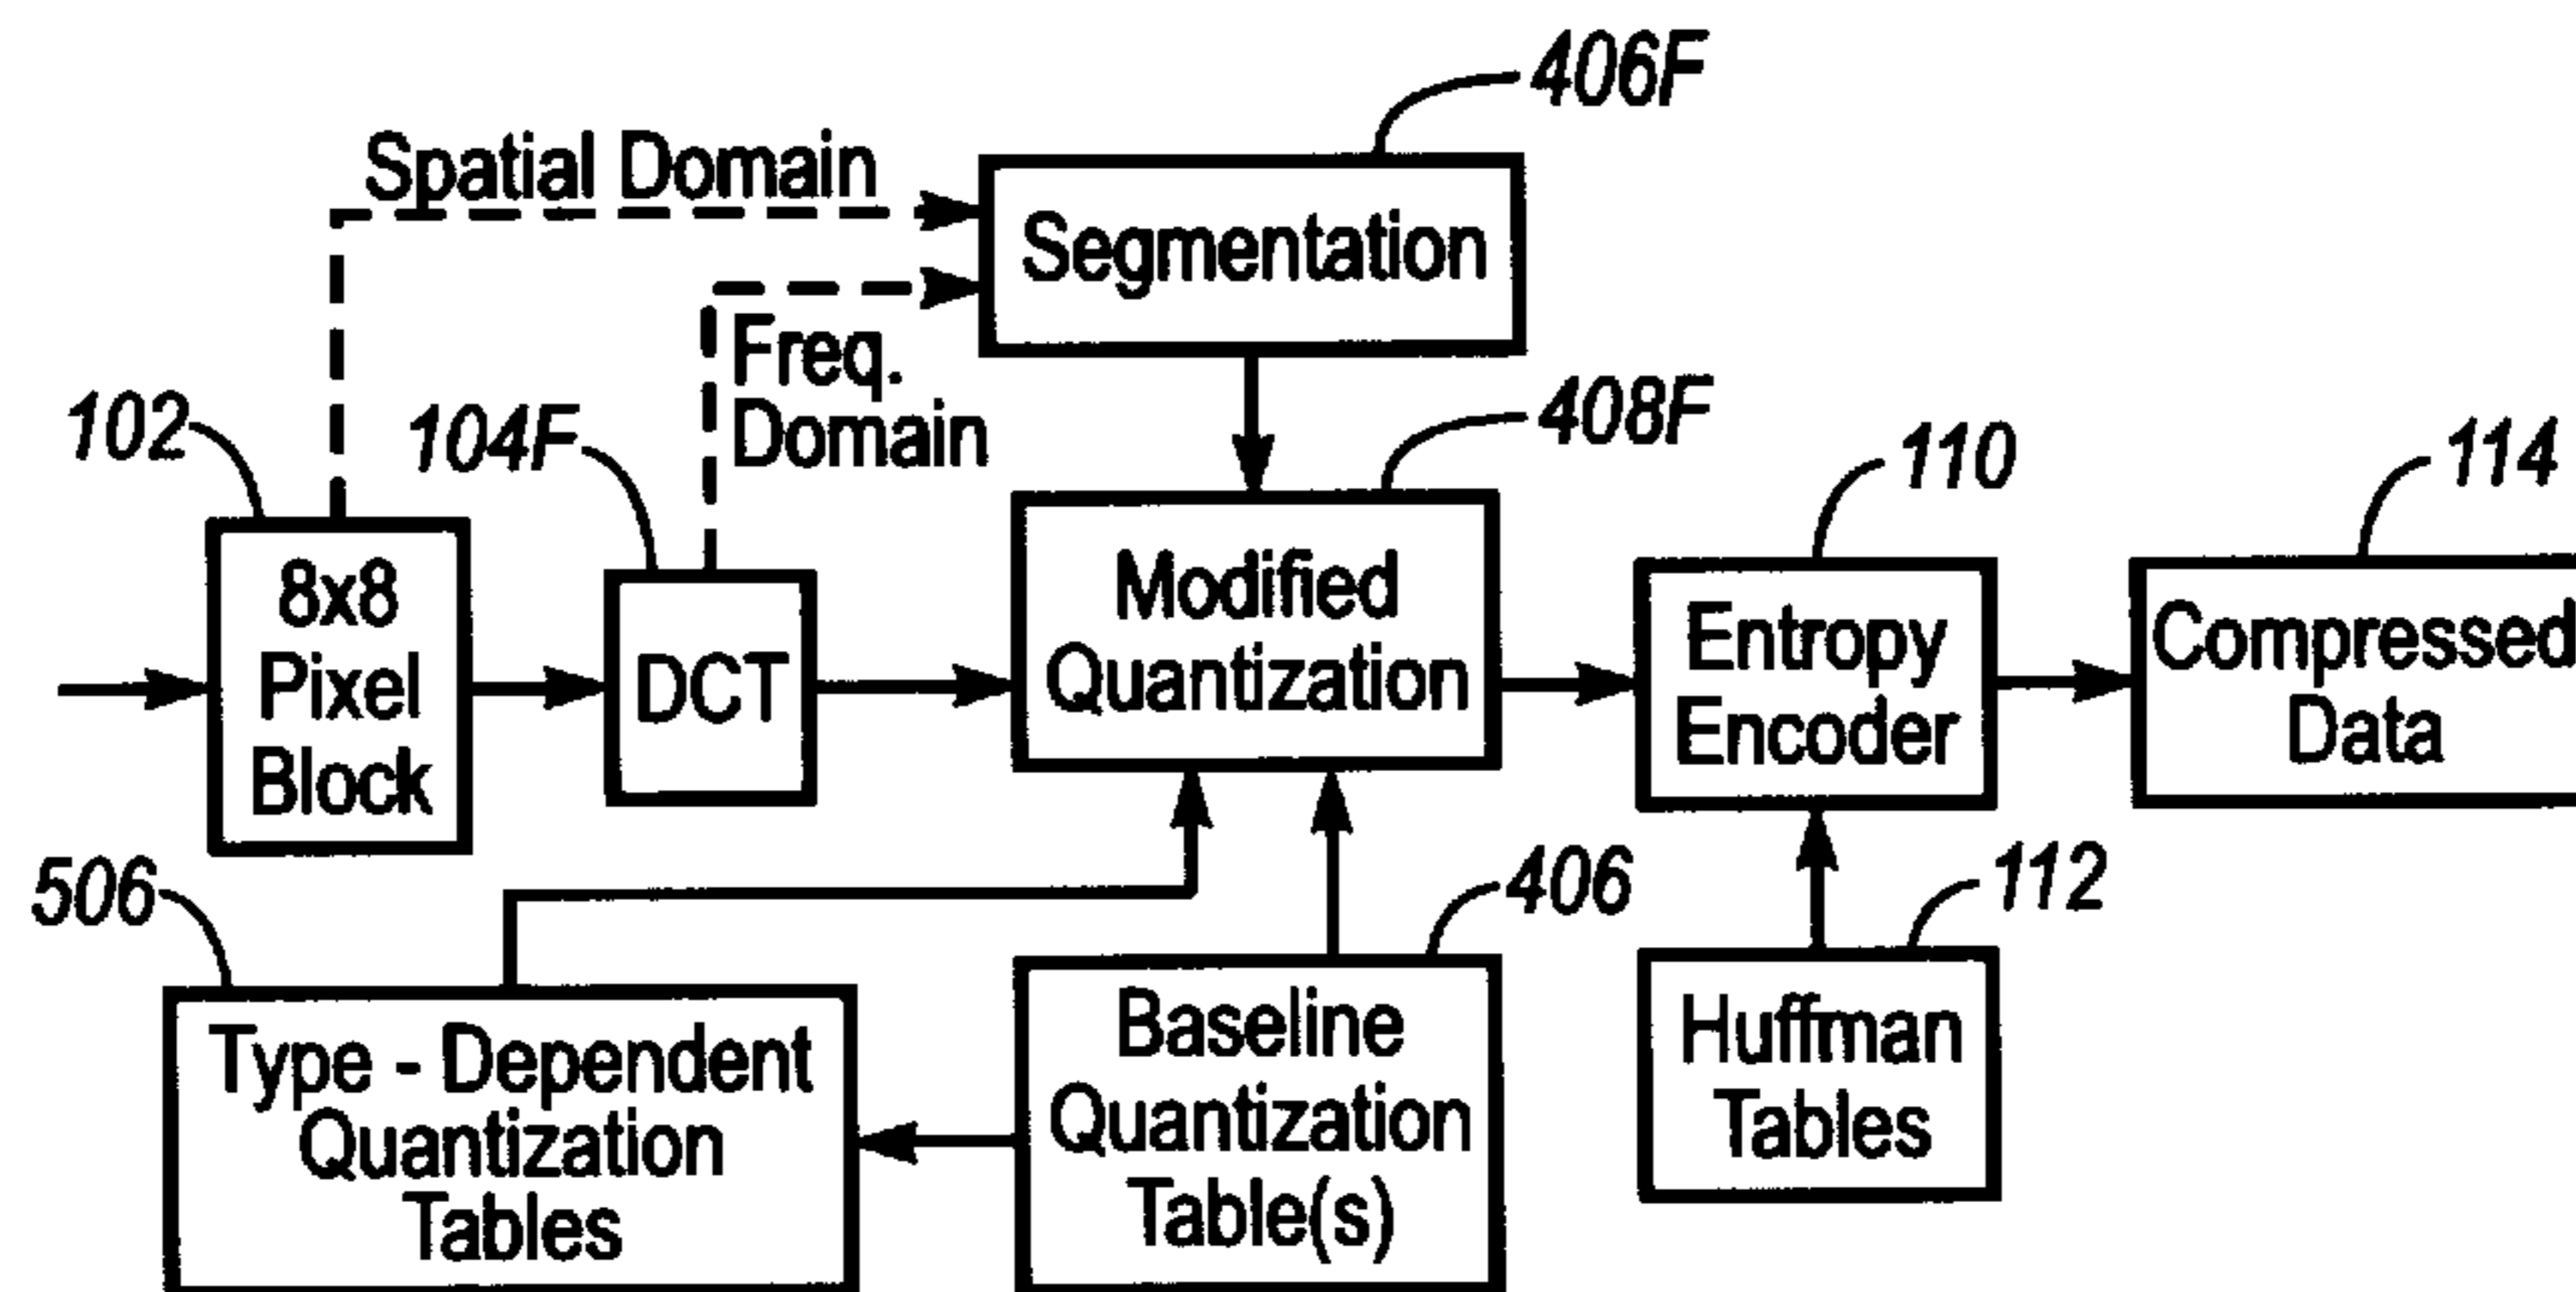 406F
Spatial Domain
Segmentation
Freq.
Domain
102
104F
408F
110
114
8x8
Pixel
Block
DCT
Modified
Quantization
Entropy
Encoder
Compressed
Data
506
406
112
Type - Dependent
Quantization
Tables
Baseline
Quantization
Table(s)
Huffman
Tables